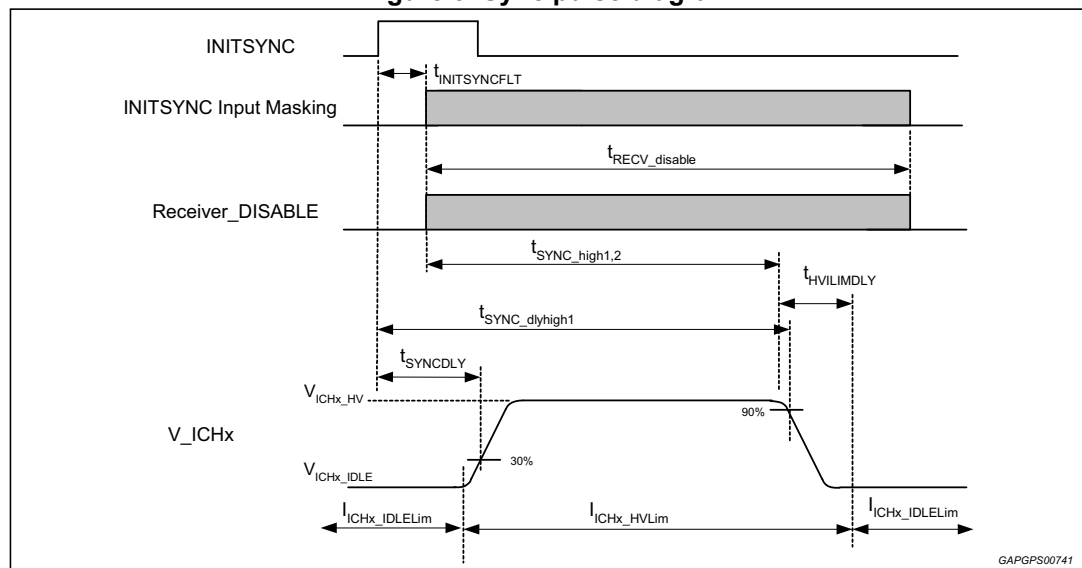 INITSYNC
tINITSYNCFLT
INITSYNC Input Masking
tRECV_disable
Receiver_DISABLE
tSYNC_high1,2
tHVILIMDLY
tSYNC_dlyhigh1
tSYNCDLY
VICHx_HV
90%
V_ICHx
30%
VICHx_IDLE
IICHx_IDLELim
IICHx_HVLim
IICHx_IDLELim
GAPGPS00741